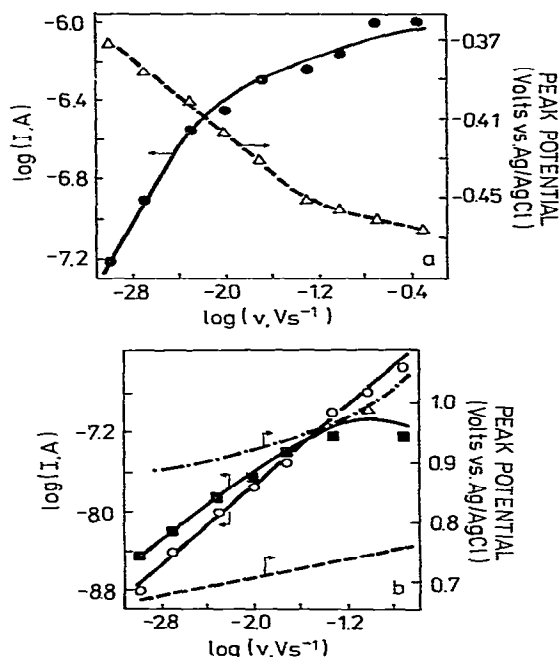 -6.0
-6.4
-6.8
-7.2
log(I,A)
-0.37
-0.41
-0.45
PEAK POTENTIAL
(Volts vs. Ag/AgCl)
a
-2.8 -2.0 -1.2 -0.4
log(v,Vs⁻¹)
-7.2
-8.0
-8.8
log(I,A)
1.0
0.9
0.8
0.7
PEAK POTENTIAL
(Volts vs. Ag/AgCl)
b
-2.8 -2.0 -1.2
log(v,Vs⁻¹)